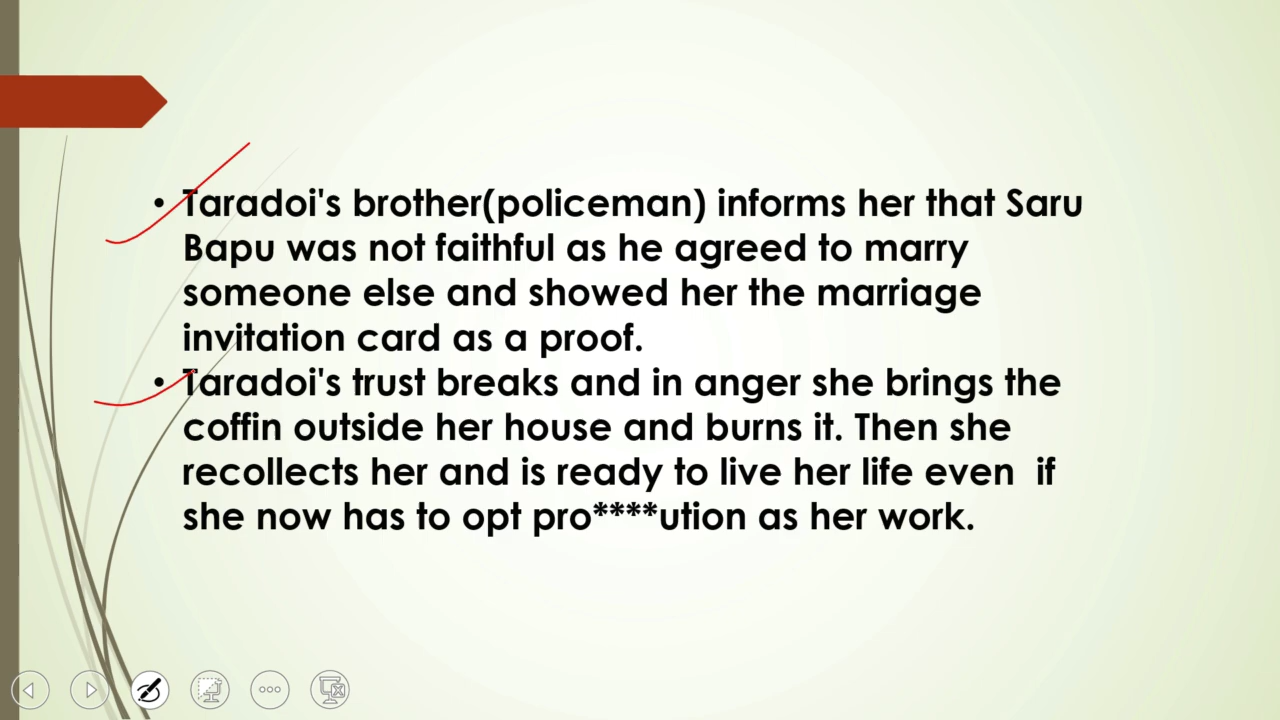 • Taradoi's brother(policeman) informs her that Saru
Bapu was not faithful as he agreed to marry
someone else and showed her the marriage
invitation card as a proof.
• Taradoi's trust breaks and in anger she brings the
coffin outside her house and burns it. Then she
recollects her and is ready to live her life even  if
she now has to opt pro****ution as her work.